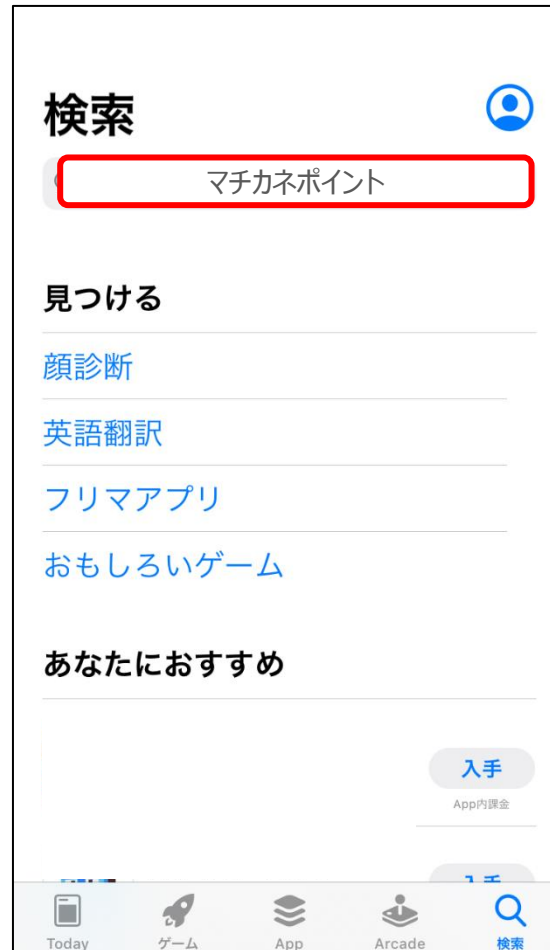 検索
マチカネポイント
見つける
顔診断
英語翻訳
フリマアプリ
おもしろいゲーム
あなたにおすすめ
入手
App内課金
入手
Today
ゲーム
App
Arcade
検索